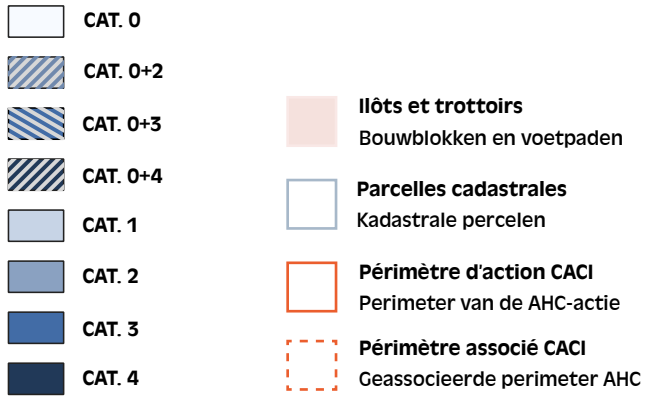 CAT. 0
CAT. 0+2
CAT. 0+3
CAT. 0+4
CAT. 1
CAT. 2
CAT. 3
CAT. 4
Ilôts et trottoirs
Bouwblokken en voetpaden
Parcelles cadastrales
Kadastrale percelen
Périmètre d'action CACI
Perimeter van de AHC-actie
Périmètre associé CACI
Geassocieerde perimeter AHC